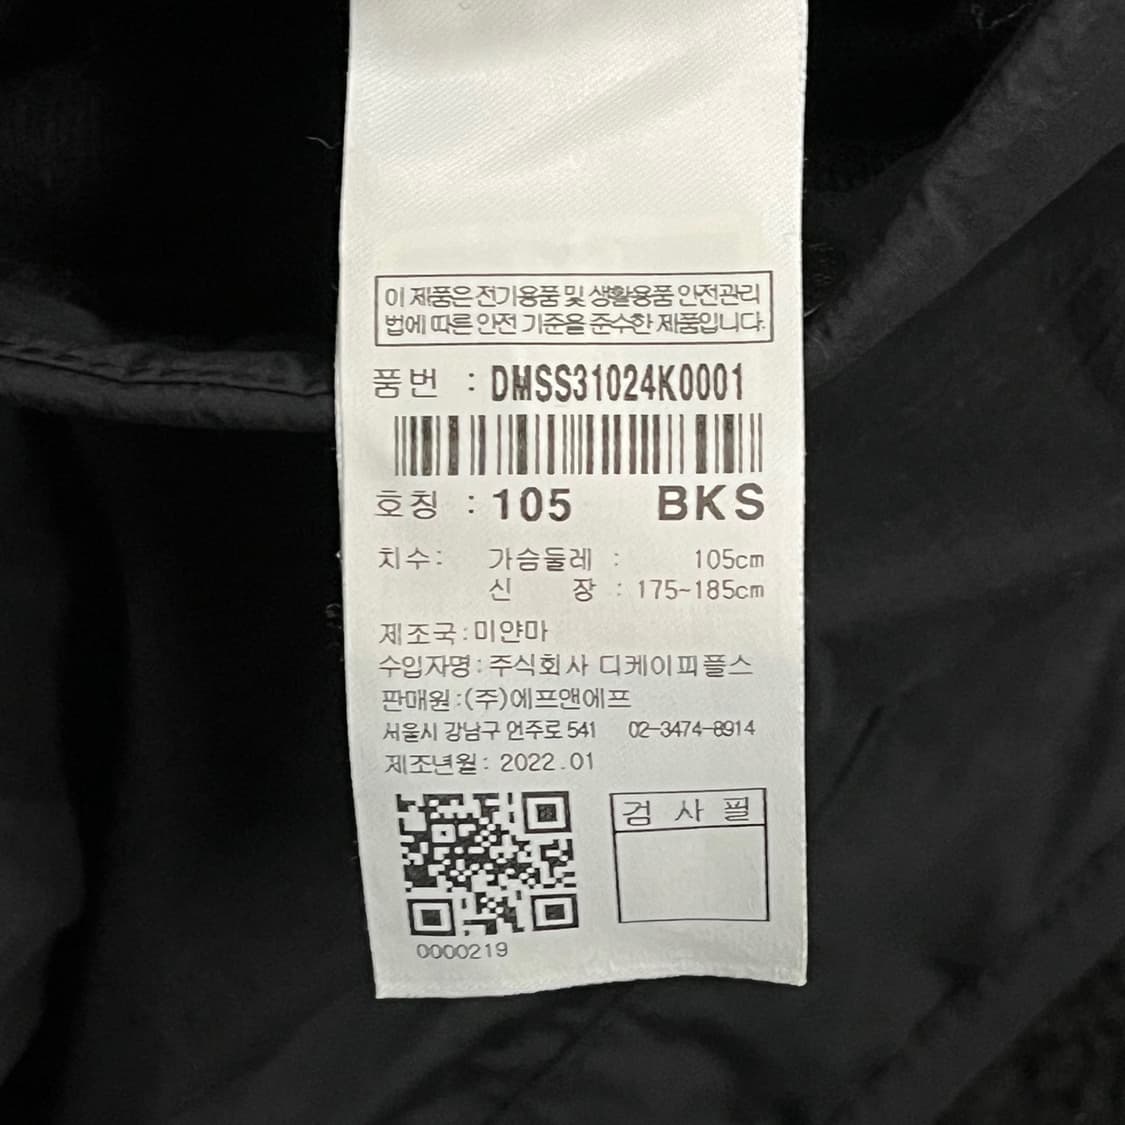 이 제품은 전기용품 및 생활용품 안전관리
법에 따른 안전 기준을 준수한 제품입니다.
품번 : DMSS31024K0001
호칭 : 105 BKS
치수: 가슴둘레 : 105cm
신 장 : 175~185cm
제조국:미얀마
수입자명:주식회사 디케이피플스
판매원:(주)에프앤에프
서울시 강남구 언주로 541 02-3474-8914
제조년월: 2022.01
검 사 필
0000219